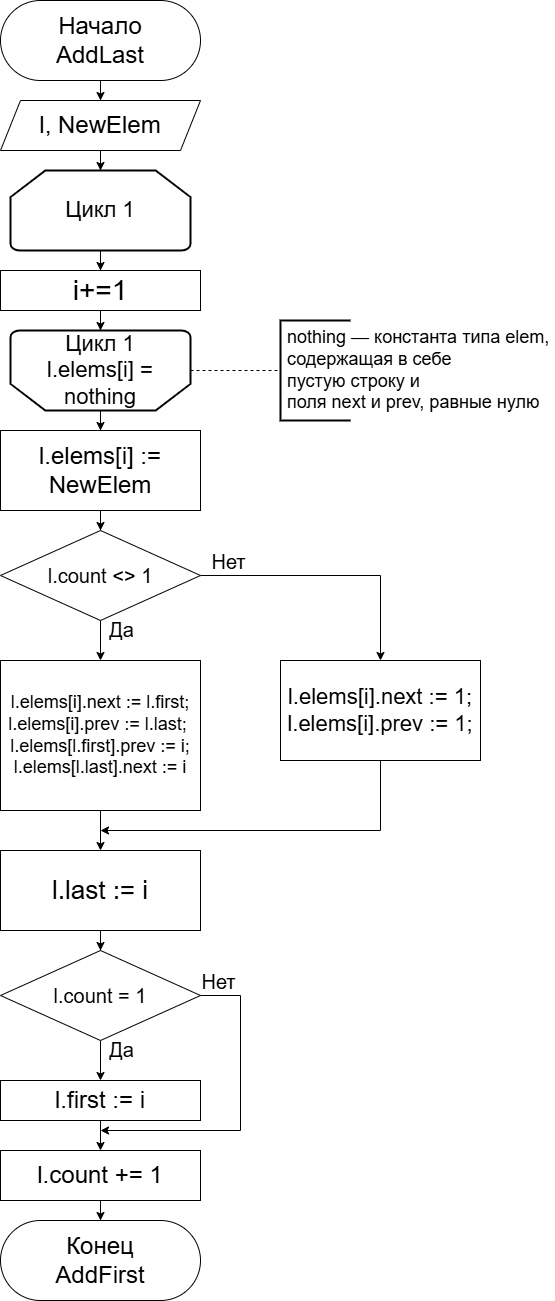 Начало
AddLast
l, NewElem
Цикл 1
i+=1
Цикл 1
l.elems[i] =
nothing
nothing — константа типа elem,
содержащая в себе
пустую строку и
поля next и prev, равные нулю
l.elems[i] :=
NewElem
l.count <> 1
Нет
Да
l.elems[i].next := l.first;
l.elems[i].prev := l.last;
l.elems[l.first].prev := i;
l.elems[l.last].next := i
l.elems[i].next := 1;
l.elems[i].prev := 1;
l.last := i
l.count = 1
Нет
Да
l.first := i
l.count += 1
Конец
AddFirst